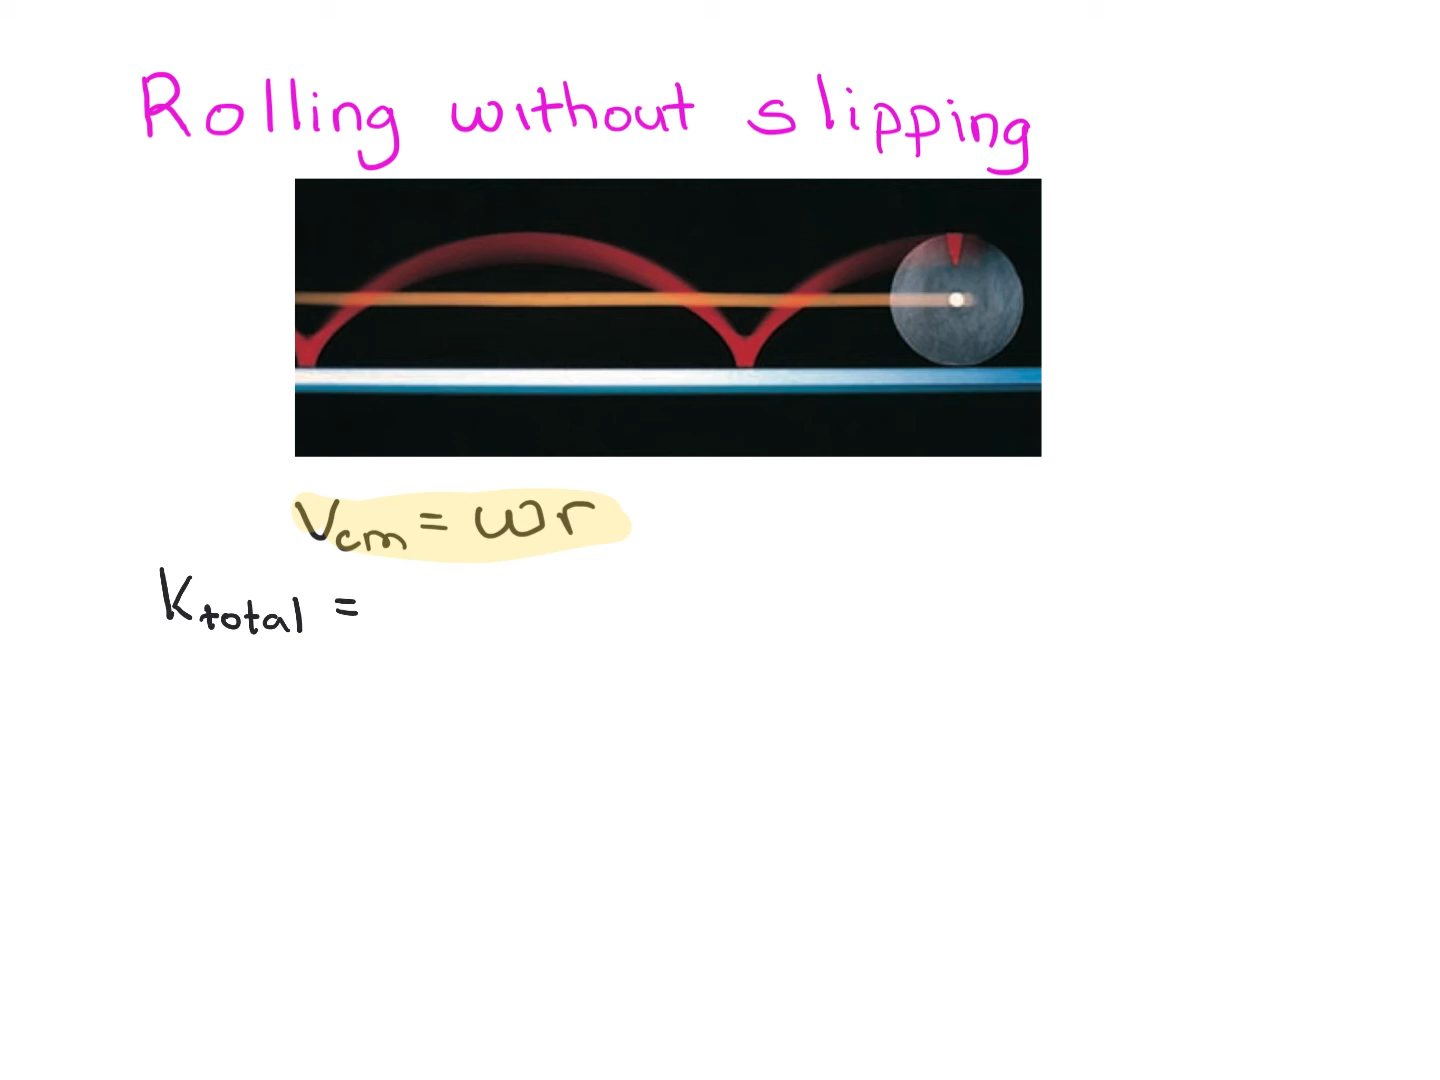 Rolling without slipping
Vcm = ωr
Ktotal =